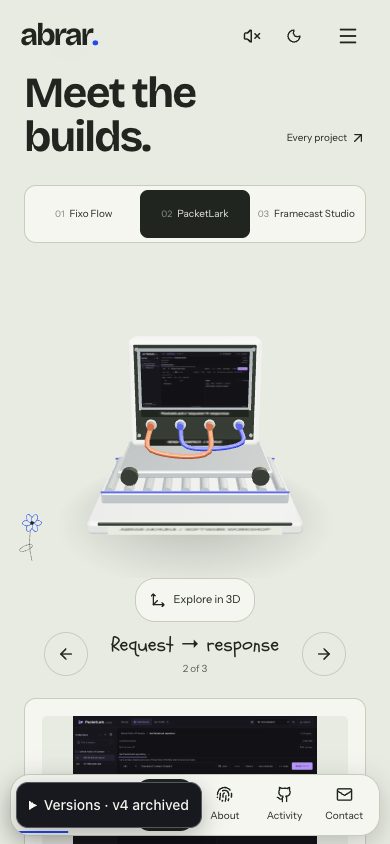 abrar.
Meet the
builds.
Every project
01 Fixo Flow
02 PacketLark
03 Framecast Studio
Explore in 3D
Request → response
2 of 3
PacketLark
Versions · v4 archived
About
Activity
Contact